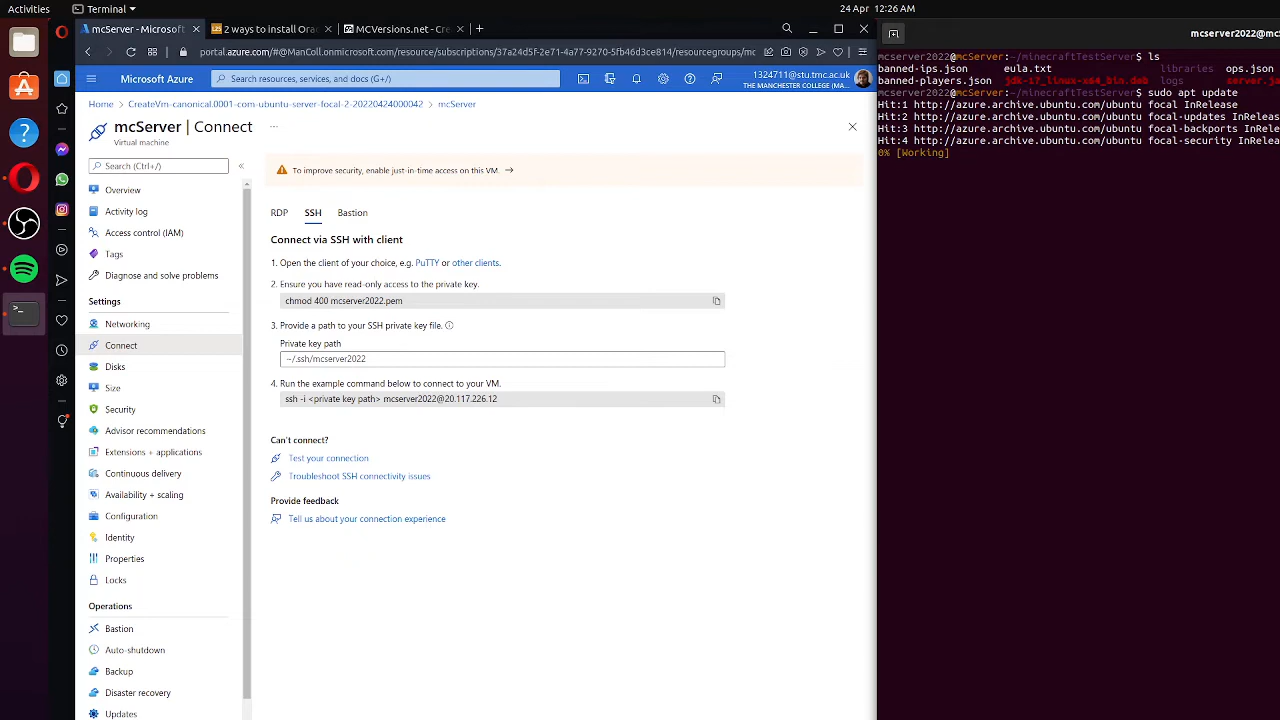 Activities
Terminal
24 Apr 12:26 AM
mcServer - Microsoft
2 ways to install Ora
MCVersions.net - Cre
portal.azure.com/#@ManColl.onmicrosoft.com/resource/subscriptions/37a24d5f-2e71-4a77-9270-5fb46d3ce814/resourcegroups/mc
Microsoft Azure
Search resources, services, and docs (G+/)
1324711@stu.tmc.ac.uk
THE MANCHESTER COLLEGE (MA...
Home > CreateVm-canonical.0001-com-ubuntu-server-focal-2-20220424000042 > mcServer
mcServer | Connect
...
Virtual machine
Search (Ctrl+/)
«
Overview
Activity log
Access control (IAM)
Tags
Diagnose and solve problems
Settings
Networking
Connect
Disks
Size
Security
Advisor recommendations
Extensions + applications
Continuous delivery
Availability + scaling
Configuration
Identity
Properties
Locks
Operations
Bastion
Auto-shutdown
Backup
Disaster recovery
Updates
To improve security, enable just-in-time access on this VM. →
RDP
SSH
Bastion
Connect via SSH with client
1. Open the client of your choice, e.g. PuTTY or other clients.
2. Ensure you have read-only access to the private key.
chmod 400 mcserver2022.pem
3. Provide a path to your SSH private key file.
Private key path
~/.ssh/mcserver2022
4. Run the example command below to connect to your VM.
ssh -i <private key path> mcserver2022@20.117.226.12
Can't connect?
Test your connection
Troubleshoot SSH connectivity issues
Provide feedback
Tell us about your connection experience
mcserver2022@mc
mcserver2022@mcServer:~/minecraftTestServer$ ls
banned-ips.json eula.txt libraries ops.json
banned-players.json jdk-17_linux-x64_bin.deb logs server.ja
mcserver2022@mcServer:~/minecraftTestServer$ sudo apt update
Hit:1 http://azure.archive.ubuntu.com/ubuntu focal InRelease
Hit:2 http://azure.archive.ubuntu.com/ubuntu focal-updates InReleas
Hit:3 http://azure.archive.ubuntu.com/ubuntu focal-backports InRelea
Hit:4 http://azure.archive.ubuntu.com/ubuntu focal-security InRelea
0% [Working]